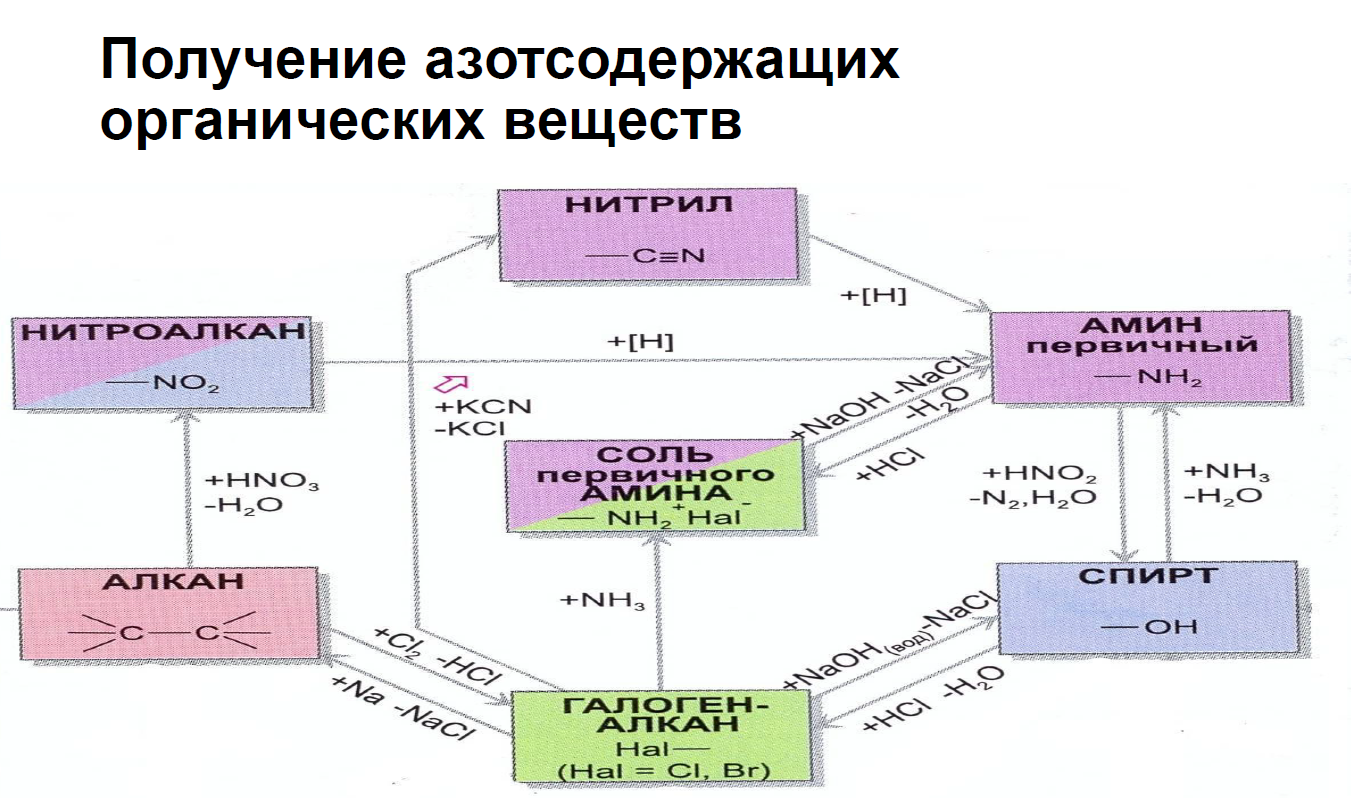 Получение азотсодержащих
органических веществ
НИТРИЛ
—C≡N
+[H]
НИТРОАЛКАН
—NO₂
+[H]
АМИН
первичный
—NH₂
+KCN
-KCl
+NaOH -NaCl
-H₂O
+HCl
СОЛЬ
первичного
АМИНА
— NH₂⁺Hal⁻
+HNO₃
-H₂O
+HNO₂
-N₂,H₂O
+NH₃
-H₂O
АЛКАН
C—C
+NH₃
СПИРТ
—OH
+Cl₂ -HCl
+Na -NaCl
+NaOH(вод)-NaCl
+HCl -H₂O
ГАЛОГЕН-
АЛКАН
Hal—
(Hal = Cl, Br)